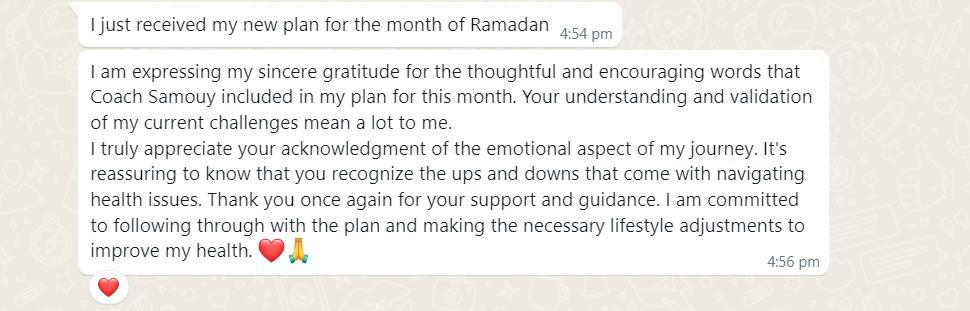 I just received my new plan for the month of Ramadan 4:54 pm
I am expressing my sincere gratitude for the thoughtful and encouraging words that
Coach Samouy included in my plan for this month. Your understanding and validation
of my current challenges mean a lot to me.
I truly appreciate your acknowledgment of the emotional aspect of my journey. It's
reassuring to know that you recognize the ups and downs that come with navigating
health issues. Thank you once again for your support and guidance. I am committed
to following through with the plan and making the necessary lifestyle adjustments to
improve my health. ❤️🙏
4:56 pm
❤️